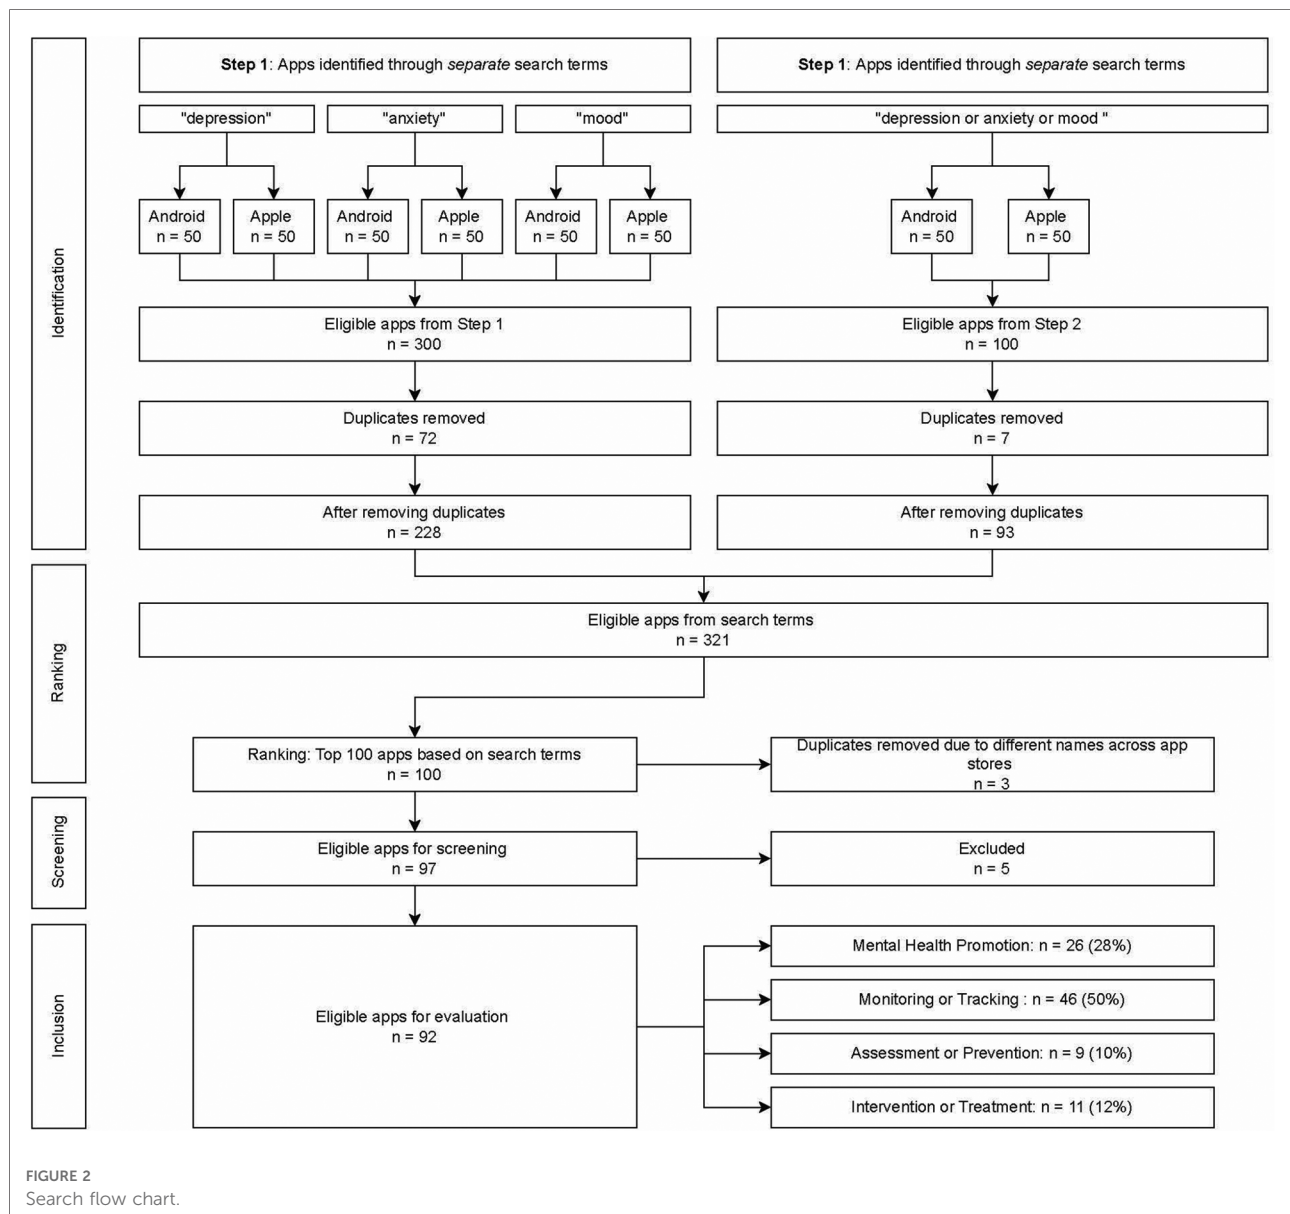 Identification
Step 1: Apps identified through separate search terms
"depression"
"anxiety"
"mood"
Android
n = 50
Apple
n = 50
Android
n = 50
Apple
n = 50
Android
n = 50
Apple
n = 50
Eligible apps from Step 1
n = 300
Duplicates removed
n = 72
After removing duplicates
n = 228
Step 1: Apps identified through separate search terms
"depression or anxiety or mood "
Android
n = 50
Apple
n = 50
Eligible apps from Step 2
n = 100
Duplicates removed
n = 7
After removing duplicates
n = 93
Ranking
Eligible apps from search terms
n = 321
Ranking: Top 100 apps based on search terms
n = 100
Duplicates removed due to different names across app
stores
n = 3
Screening
Eligible apps for screening
n = 97
Excluded
n = 5
Inclusion
Eligible apps for evaluation
n = 92
Mental Health Promotion: n = 26 (28%)
Monitoring or Tracking : n = 46 (50%)
Assessment or Prevention: n = 9 (10%)
Intervention or Treatment: n = 11 (12%)
FIGURE 2
Search flow chart.